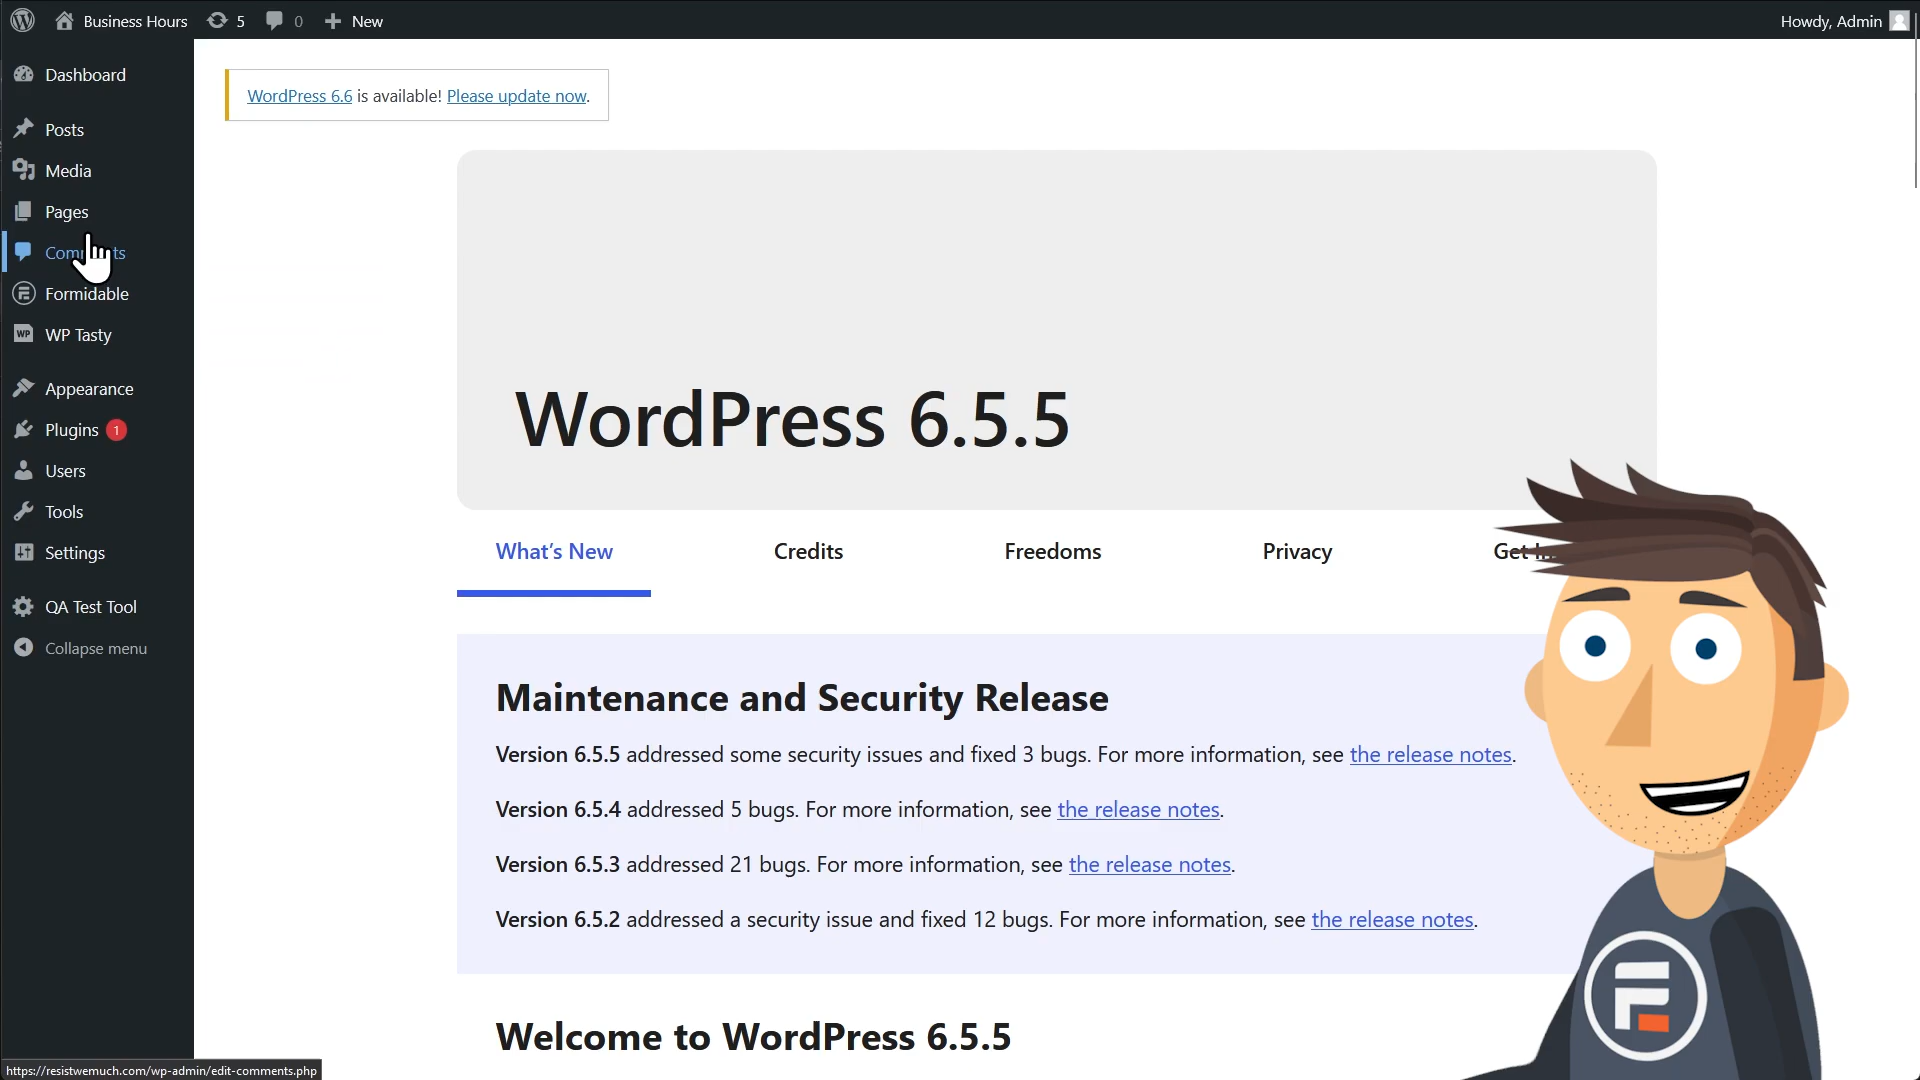 Business Hours 5 0 New Howdy, Admin
Dashboard
Posts
Media
Pages
Formidable
WP Tasty
Appearance
Plugins 1
Users
Tools
Settings
QA Test Tool
Collapse menu
WordPress 6.6 is available! Please update now.
WordPress 6.5.5
What's New Credits Freedoms Privacy Get
Maintenance and Security Release
Version 6.5.5 addressed some security issues and fixed 3 bugs. For more information, see the release notes.
Version 6.5.4 addressed 5 bugs. For more information, see the release notes.
Version 6.5.3 addressed 21 bugs. For more information, see the release notes.
Version 6.5.2 addressed a security issue and fixed 12 bugs. For more information, see the release notes.
Welcome to WordPress 6.5.5
https://resistwemuch.com/wp-admin/edit-comments.php